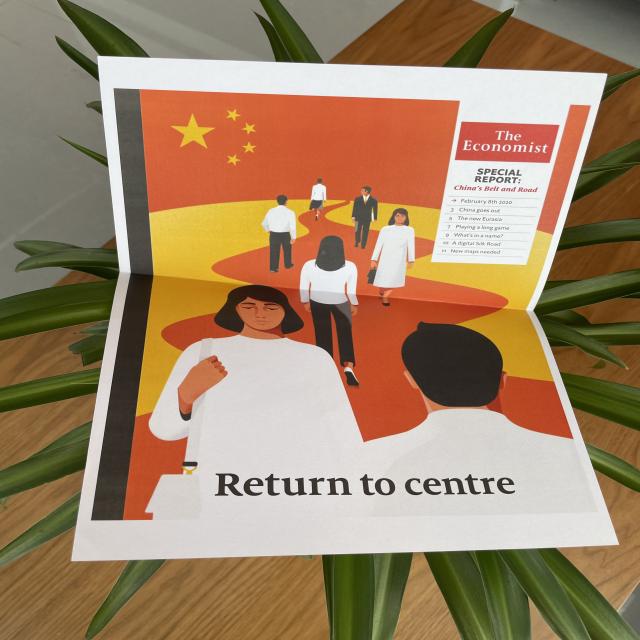 The
Economist
SPECIAL
REPORT:
China's Belt and Road
→ February 8th 2020
3 China goes out
5 The new Eurasia
7 Playing a long game
9 What's in a name?
10 A digital Silk Road
11 New maps needed
Return to centre